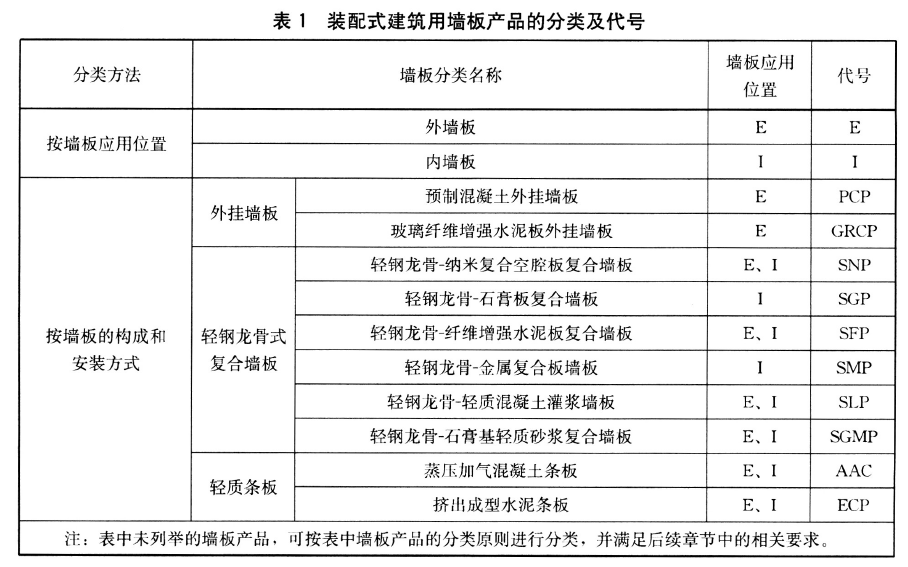 表 1 装配式建筑用墙板产品的分类及代号
分类方法 墙板分类名称 墙板应用位置 代号
按墙板应用位置 外墙板 E E
内墙板 I I
按墙板的构成和安装方式 外挂墙板 预制混凝土外挂墙板 E PCP
玻璃纤维增强水泥板外挂墙板 E GRCP
轻钢龙骨式复合墙板 轻钢龙骨-纳米复合空腔板复合墙板 E、I SNP
轻钢龙骨-石膏板复合墙板 I SGP
轻钢龙骨-纤维增强水泥板复合墙板 E、I SFP
轻钢龙骨-金属复合板墙板 I SMP
轻钢龙骨-轻质混凝土灌浆墙板 E、I SLP
轻钢龙骨-石膏基轻质砂浆复合墙板 E、I SGMP
轻质条板 蒸压加气混凝土条板 E、I AAC
挤出成型水泥条板 E、I ECP
注：表中未列举的墙板产品，可按表中墙板产品的分类原则进行分类，并满足后续章节中的相关要求。